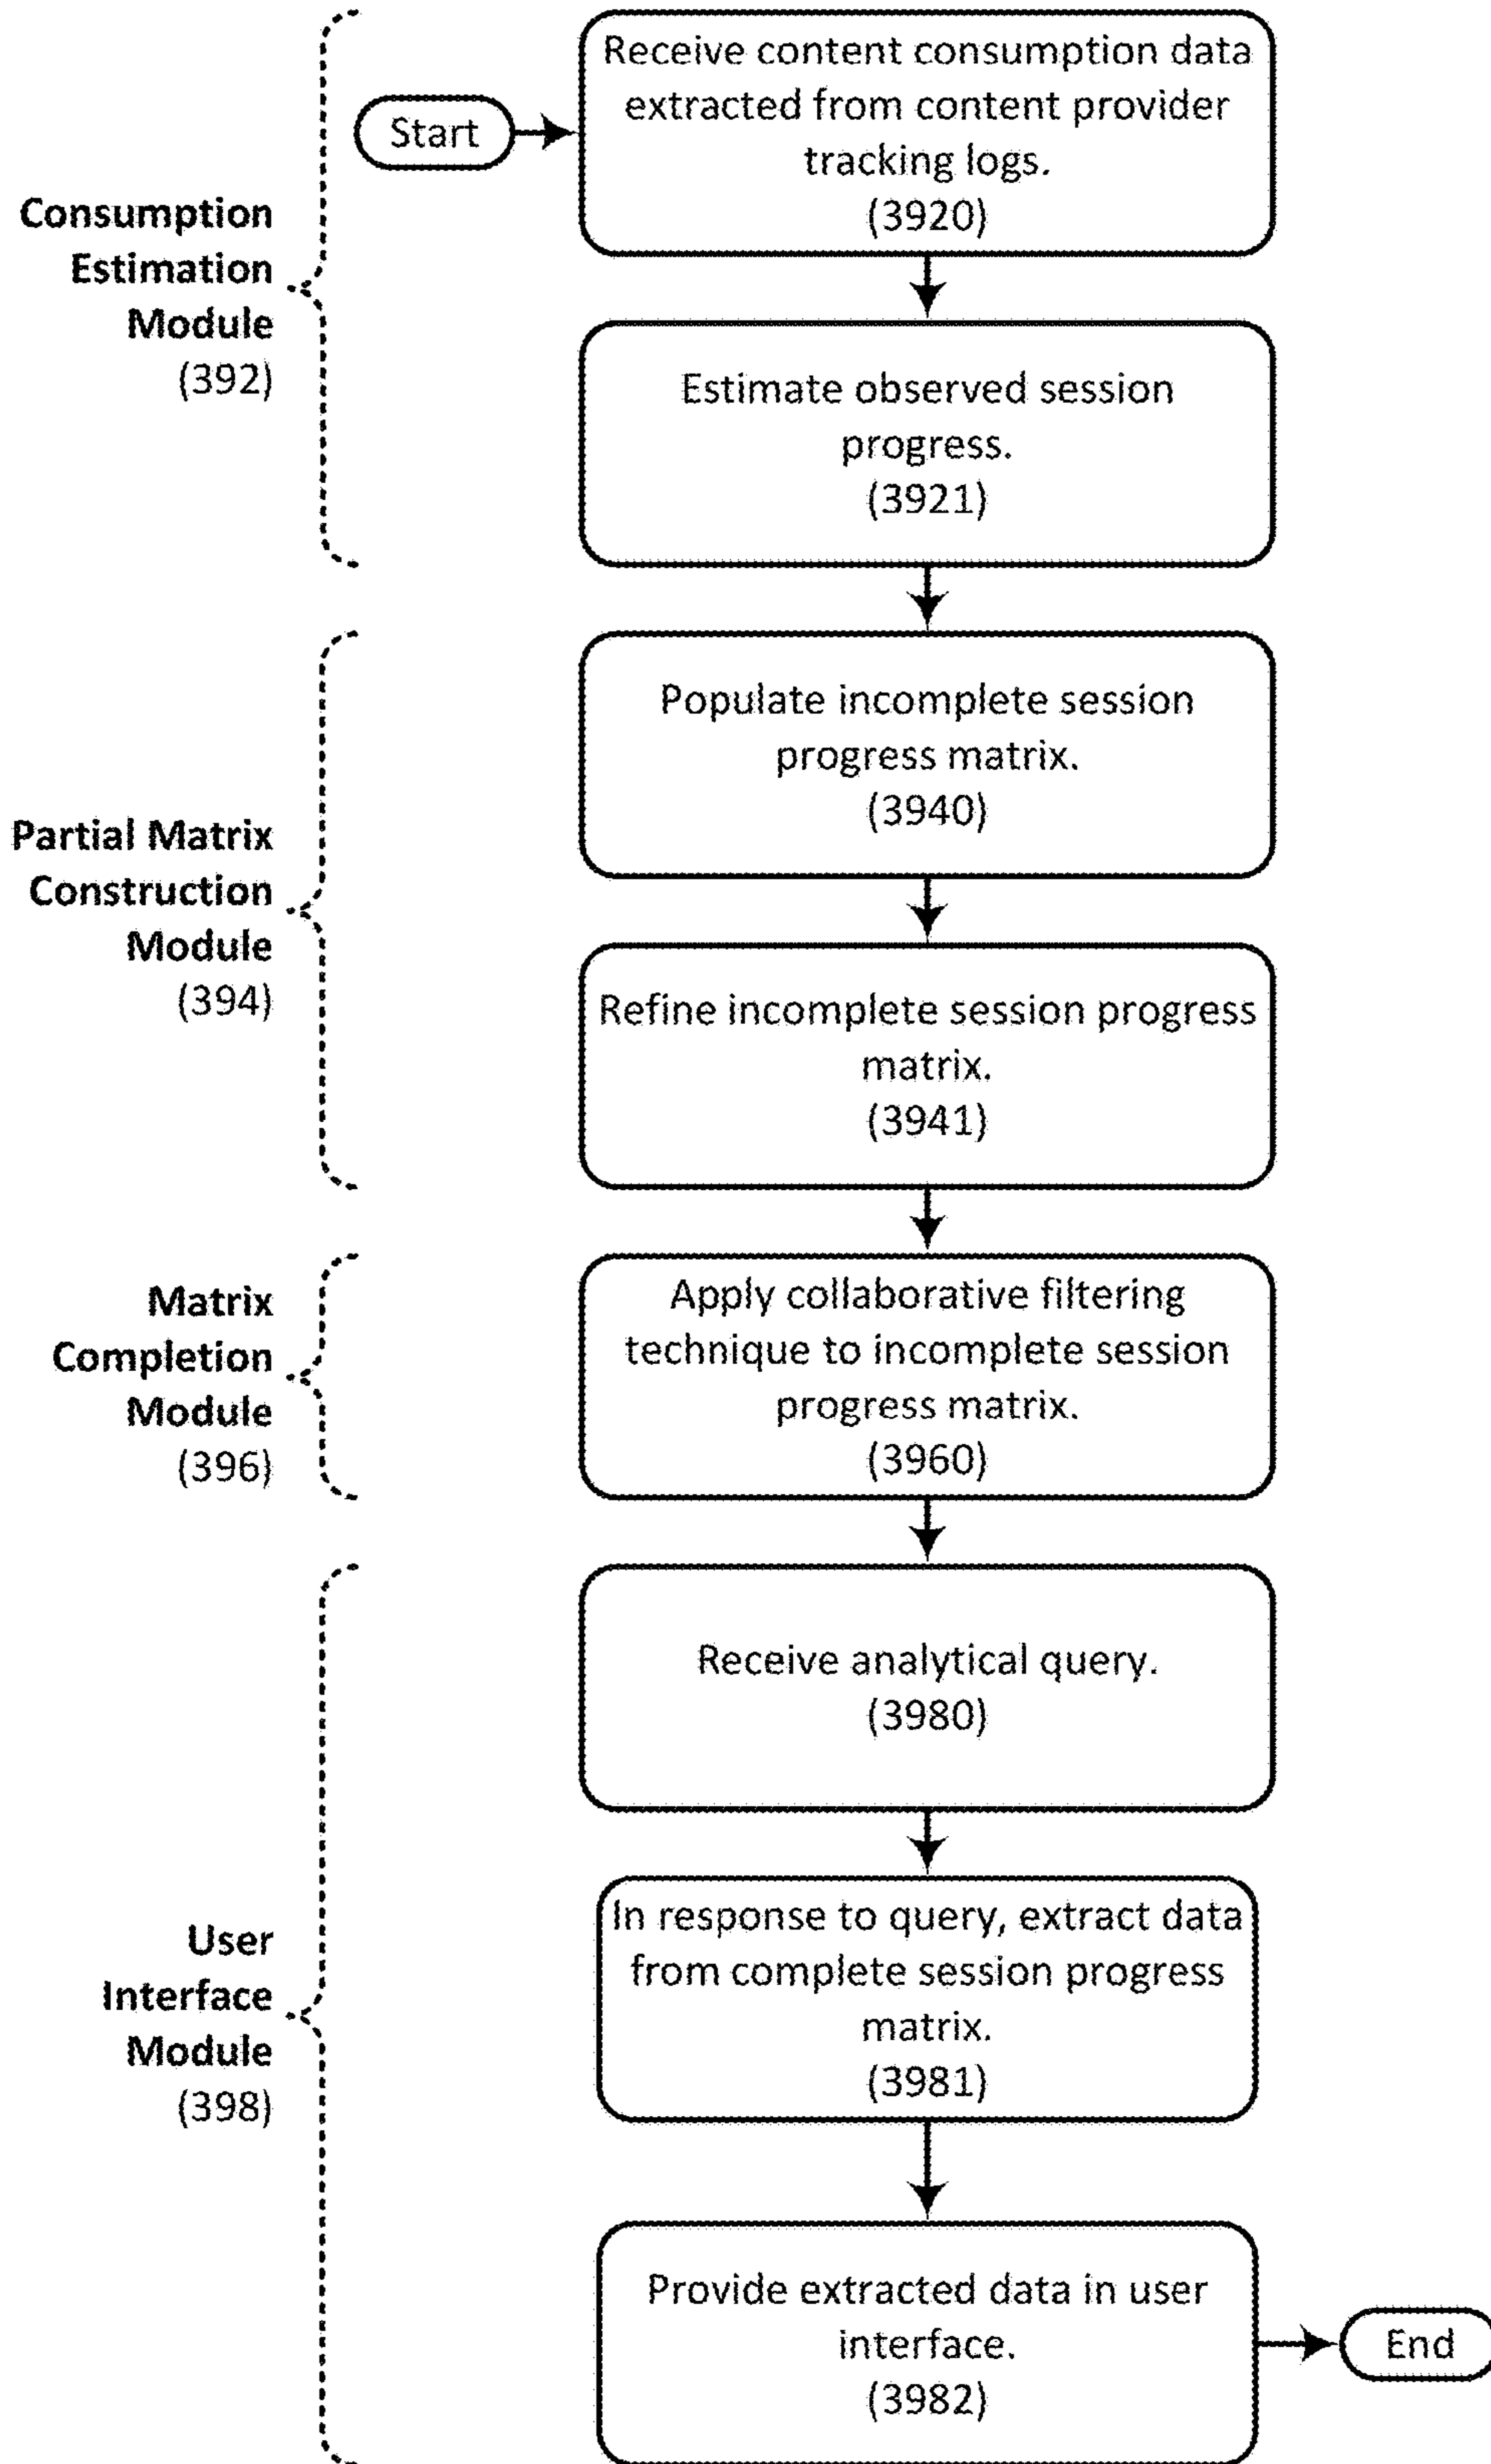 Start
Receive content consumption data
extracted from content provider
tracking logs.
(3920)
Consumption
Estimation
Module
(392)
Estimate observed session
progress.
(3921)
Populate incomplete session
progress matrix.
(3940)
Partial Matrix
Construction
Module
(394)
Refine incomplete session progress
matrix.
(3941)
Matrix
Completion
Module
(396)
Apply collaborative filtering
technique to incomplete session
progress matrix.
(3960)
Receive analytical query.
(3980)
User
Interface
Module
(398)
In response to query, extract data
from complete session progress
matrix.
(3981)
Provide extracted data in user
interface.
(3982)
End